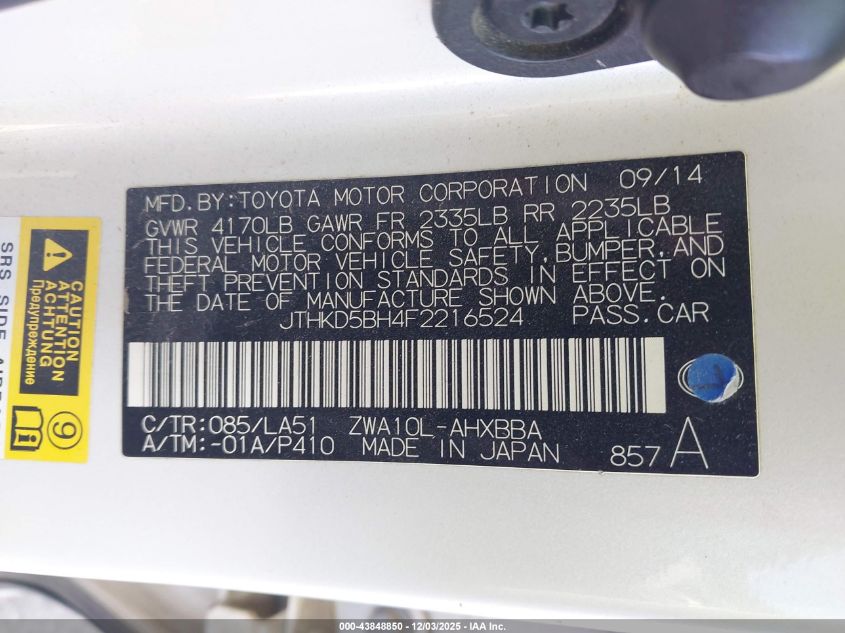 MFD.BY:TOYOTA MOTOR CORPORATION 09/14
GVWR 4170LB GAWR FR 2335LB RR 2235LB
THIS VEHICLE CONFORMS TO ALL APPLICABLE
FEDERAL MOTOR VEHICLE SAFETY,BUMPER,AND
THEFT PREVENTION STANDARDS IN EFFECT ON
THE DATE OF MANUFACTURE SHOWN ABOVE.
JTHKD5BH4F2216524 PASS.CAR
C/TR:085/LA51 ZWA10L-AHXBBA
A/TM:-01A/P410 MADE IN JAPAN 857 A
CAUTION
ATTENTION
ACHTUNG
Предупреждение
SRS SIDE
9
000-43848850 | 12/03/2025 - IAA Inc.